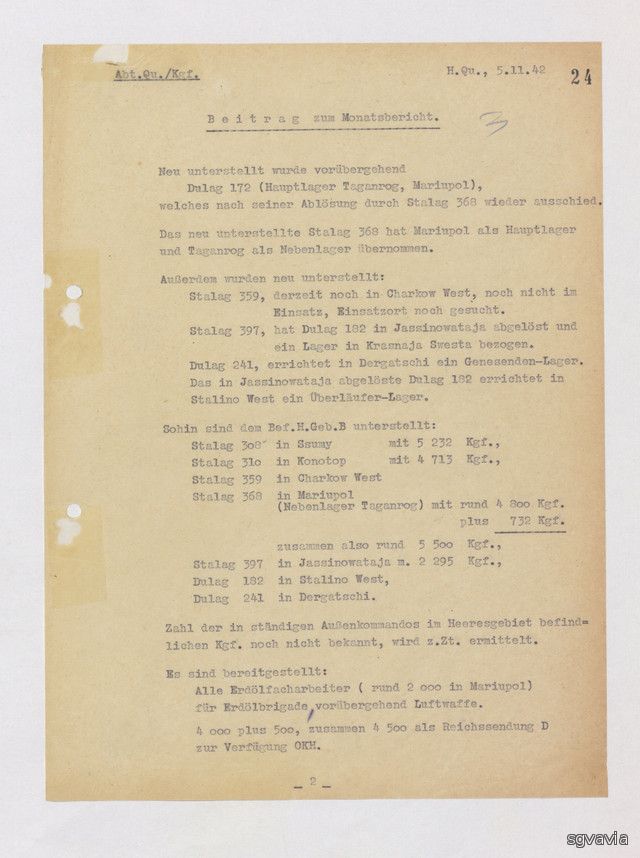 Abt.Qu./Kgf.
H.Qu., 5.11.42
24
B e i t r a g zum Monatsbericht.
Neu unterstellt wurde vorübergehend
Dulag 172 (Hauptlager Taganrog, Mariupol),
welches nach seiner Ablösung durch Stalag 368 wieder ausschied.
Das neu unterstellte Stalag 368 hat Mariupol als Hauptlager
und Taganrog als Nebenlager übernommen.
Außerdem wurden neu unterstellt:
Stalag 359, derzeit noch in Charkow West, noch nicht im
Einsatz, Einsatzort noch gesucht.
Stalag 397, hat Dulag 182 in Jassinowataja abgelöst und
ein Lager in Krasnaja Swesta bezogen.
Dulag 241, errichtet in Dergatschi ein Genesenden-Lager.
Das in Jassinowataja abgelöste Dulag 182 errichtet in
Stalino West ein Überläufer-Lager.
Sohin sind dem Bef.H.Geb.B unterstellt:
Stalag 3o8 in Ssumy mit 5 232 Kgf.,
Stalag 31o in Konotop mit 4 713 Kgf.,
Stalag 359 in Charkow West
Stalag 368 in Mariupol
(Nebenlager Taganrog) mit rund 4 8oo Kgf.
plus 732 Kgf.
zusammen also rund 5 5oo Kgf.,
Stalag 397 in Jassinowataja m. 2 295 Kgf.,
Dulag 182 in Stalino West,
Dulag 241 in Dergatschi.
Zahl der in ständigen Außenkommandos im Heeresgebiet befind=
lichen Kgf. noch nicht bekannt, wird z.Zt. ermittelt.
Es sind bereitgestellt:
Alle Erdölfacharbeiter ( rund 2 ooo in Mariupol)
für Erdölbrigade, vorübergehend Luftwaffe.
4 ooo plus 5oo, zusammen 4 5oo als Reichssendung D
zur Verfügung OKH.
- 2 -
sgvavia